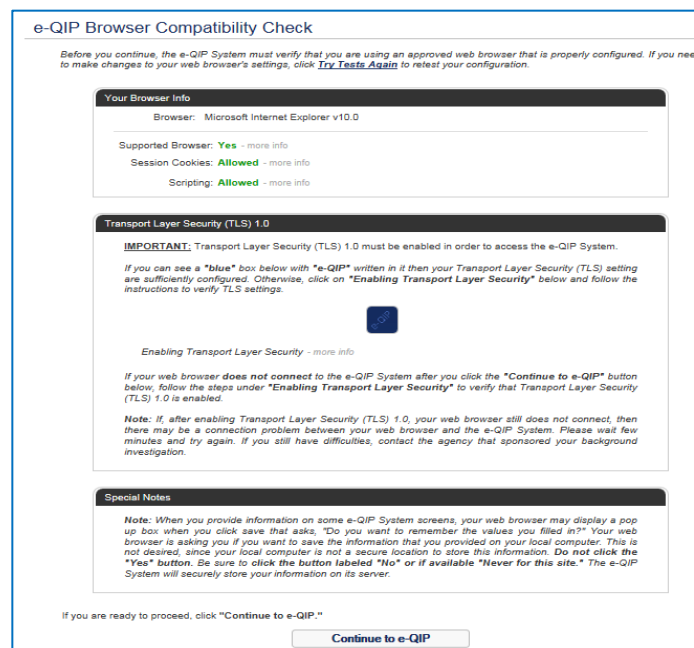 e-QIP Browser Compatibility Check
Before you continue, the e-QIP System must verify that you are using an approved web browser that is properly configured. If you nee
to make changes to your web browser's settings, click Try Tests Again to retest your configuration.
Your Browser Info
Browser: Microsoft Internet Explorer v10.0
Supported Browser: Yes - more info
Session Cookies: Allowed - more info
Scripting: Allowed - more info
Transport Layer Security (TLS) 1.0
IMPORTANT: Transport Layer Security (TLS) 1.0 must be enabled in order to access the e-QIP System.
If you can see a "blue" box below with "e-QIP" written in it then your Transport Layer Security (TLS) setting
are sufficiently configured. Otherwise, click on "Enabling Transport Layer Security" below and follow the
instructions to verify TLS settings.
e-QIP
Enabling Transport Layer Security - more info
If your web browser does not connect to the e-QIP System after you click the "Continue to e-QIP" button
below, follow the steps under "Enabling Transport Layer Security" to verify that Transport Layer Security
(TLS) 1.0 is enabled.
Note: If, after enabling Transport Layer Security (TLS) 1.0, your web browser still does not connect, then
there may be a connection problem between your web browser and the e-QIP System. Please wait few
minutes and try again. If you still have difficulties, contact the agency that sponsored your background
investigation.
Special Notes
Note: When you provide information on some e-QIP System screens, your web browser may display a pop
up box when you click save that asks, "Do you want to remember the values you filled in?" Your web
browser is asking you if you want to save the information that you provided on your local computer. This is
not desired, since your local computer is not a secure location to store this information. Do not click the
"Yes" button. Be sure to click the button labeled "No" or if available "Never for this site." The e-QIP
System will securely store your information on its server.
If you are ready to proceed, click "Continue to e-QIP."
Continue to e-QIP